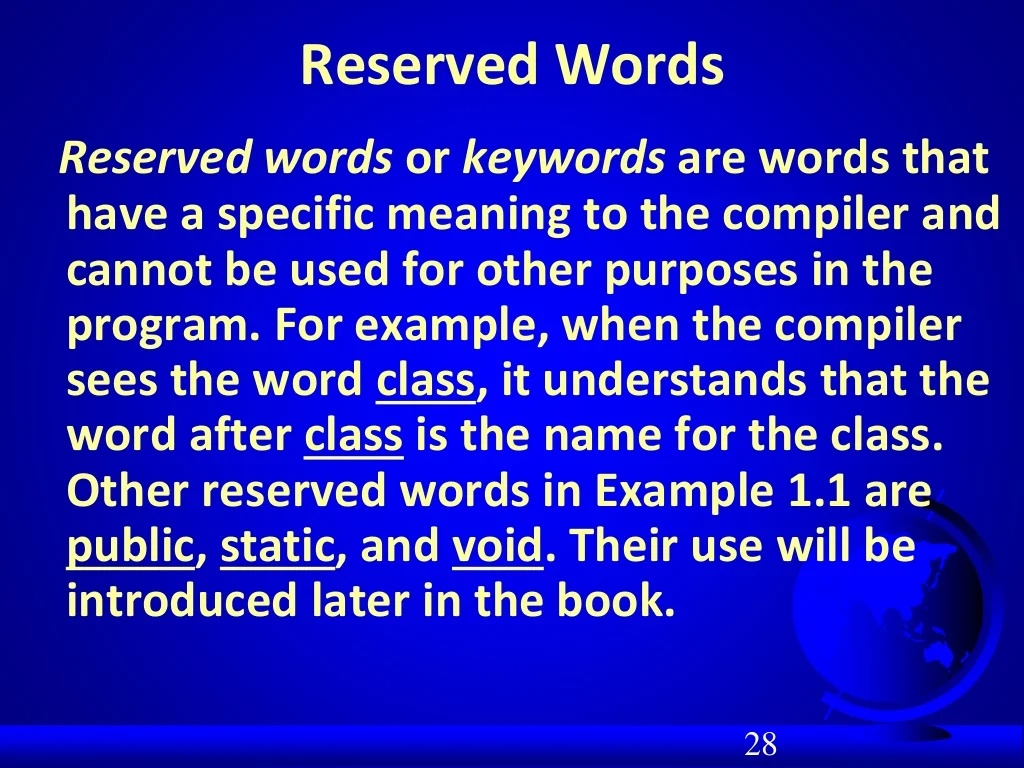 Reserved Words
Reserved words or keywords are words that
have a specific meaning to the compiler and
cannot be used for other purposes in the
program. For example, when the compiler
sees the word class, it understands that the
word after class is the name for the class.
Other reserved words in Example 1.1 are
public, static, and void. Their use will be
introduced later in the book.
28